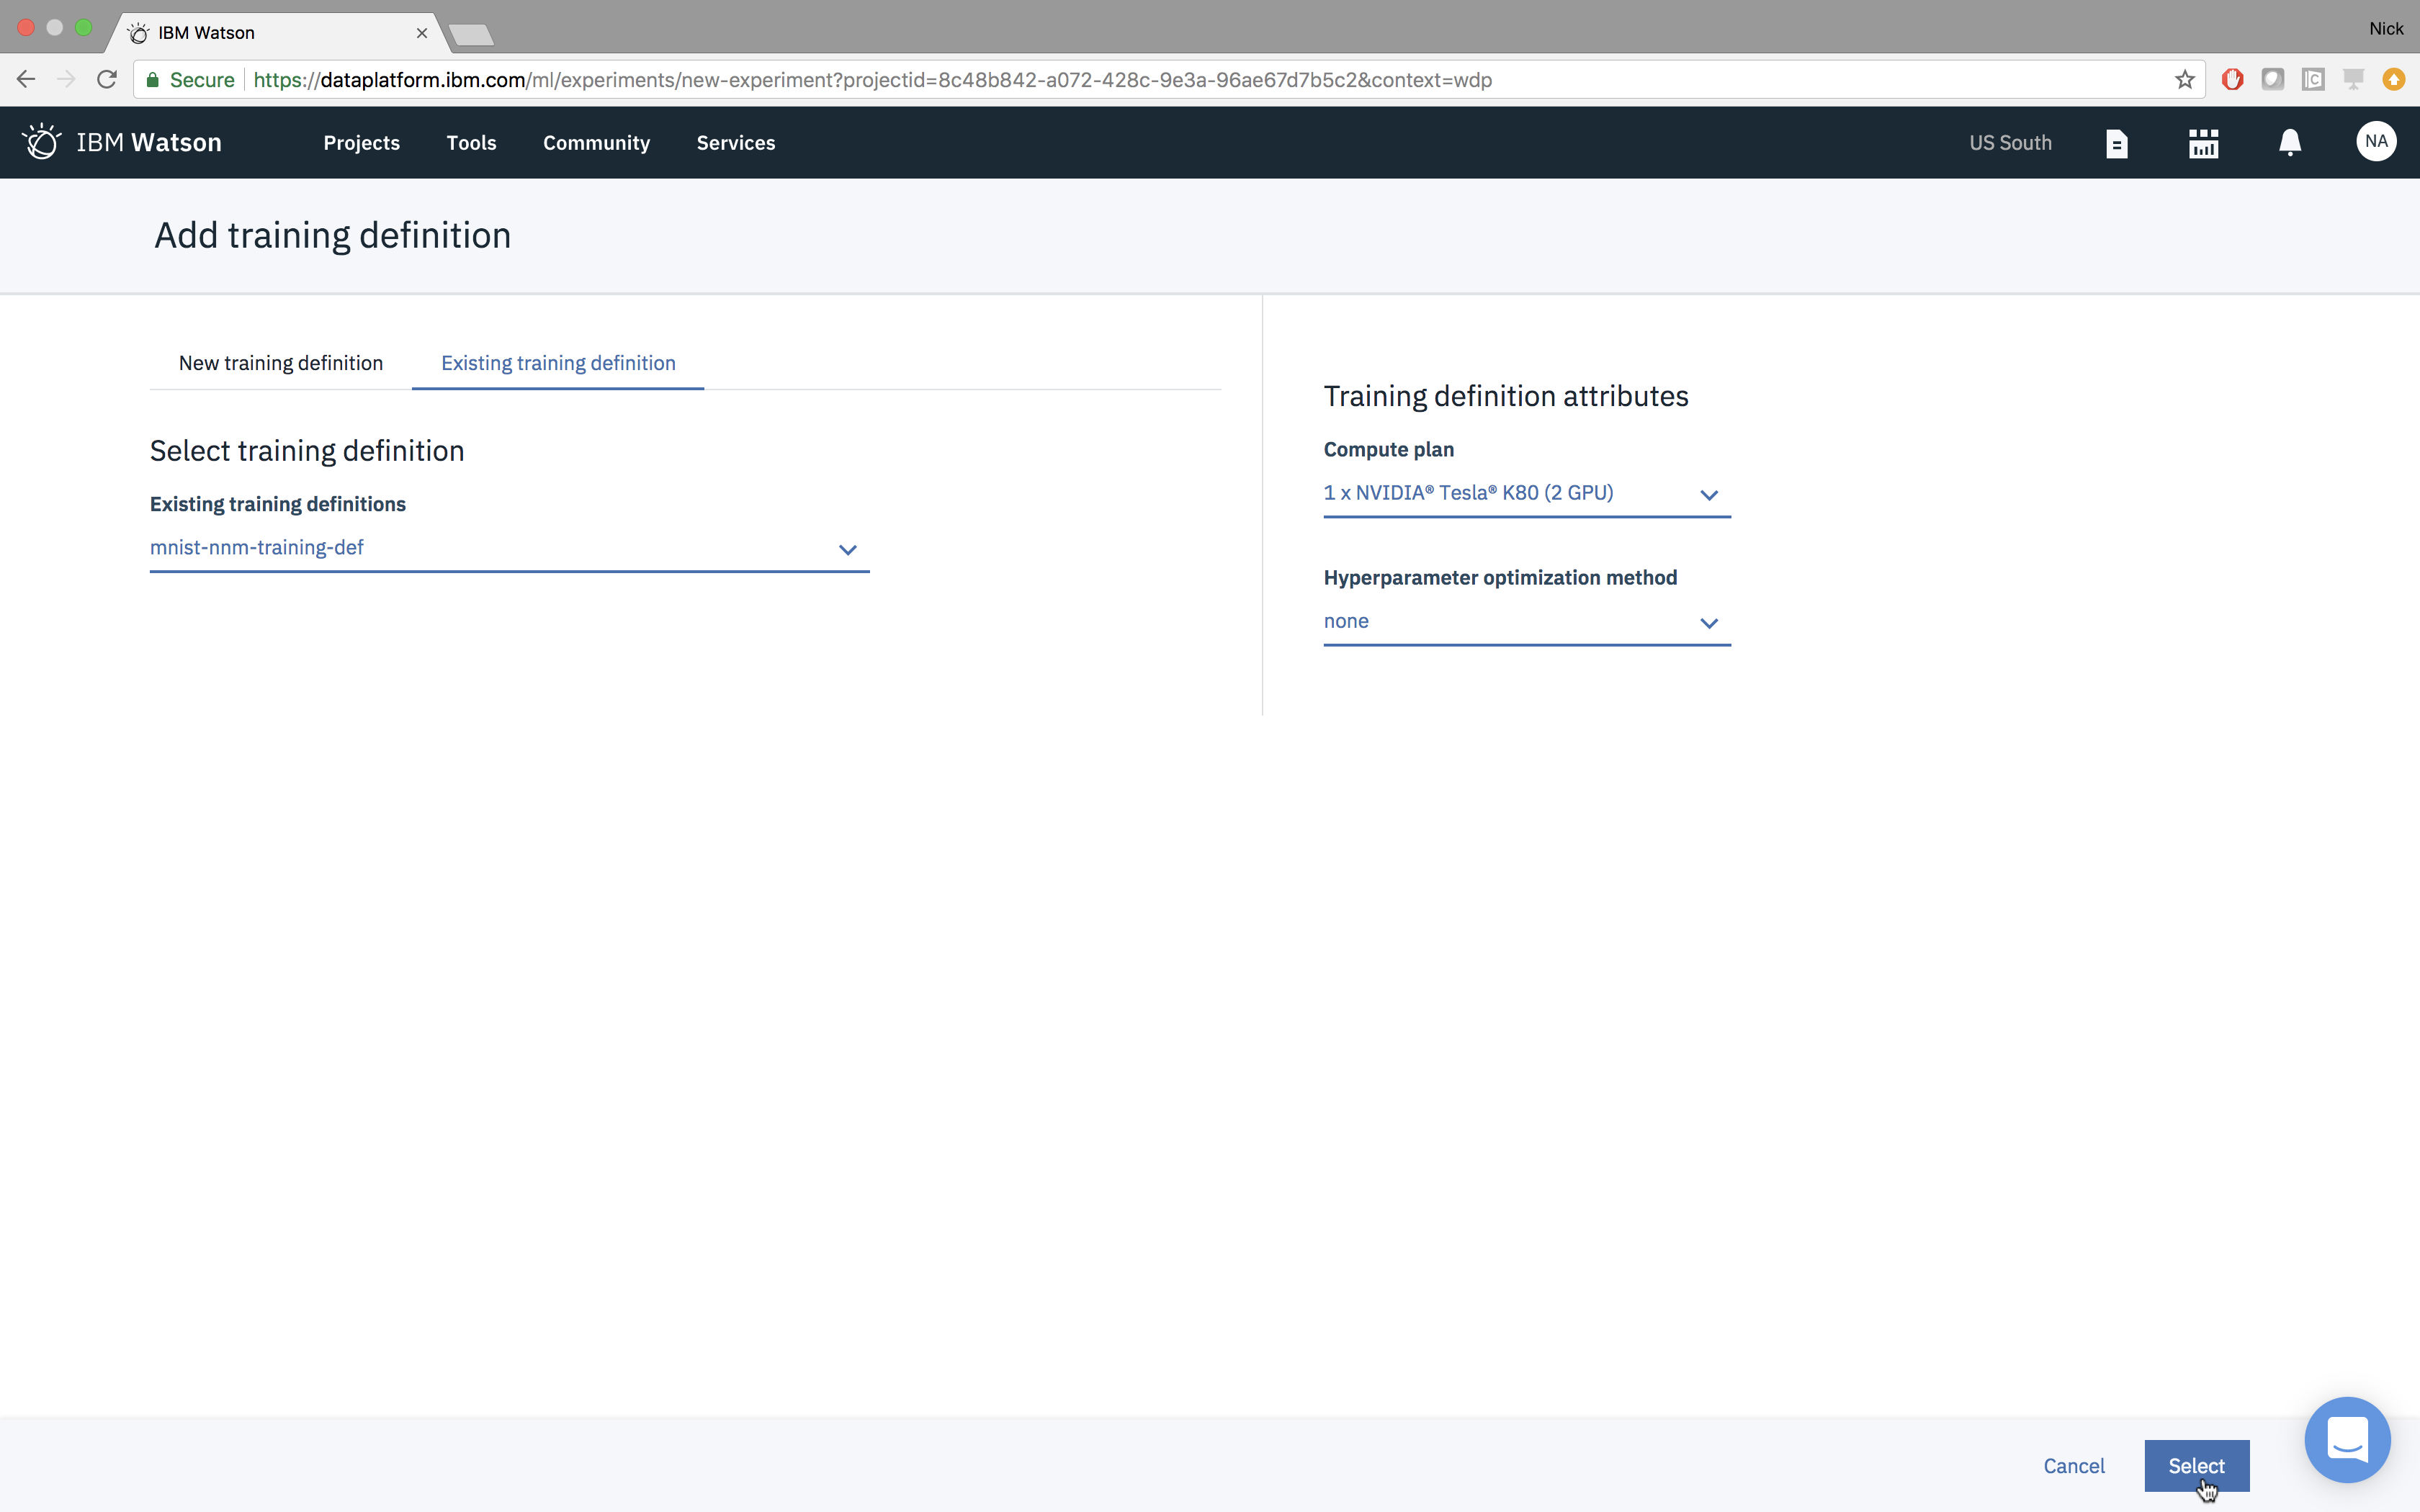 IBM Watson
Nick
Secure https://dataplatform.ibm.com/ml/experiments/new-experiment?projectid=8c48b842-a072-428c-9e3a-96ae67d7b5c2&context=wdp
IBM Watson Projects Tools Community Services US South NA
Add training definition
New training definition Existing training definition
Select training definition
Existing training definitions
mnist-nnm-training-def
Training definition attributes
Compute plan
1 x NVIDIA® Tesla® K80 (2 GPU)
Hyperparameter optimization method
none
Cancel Select